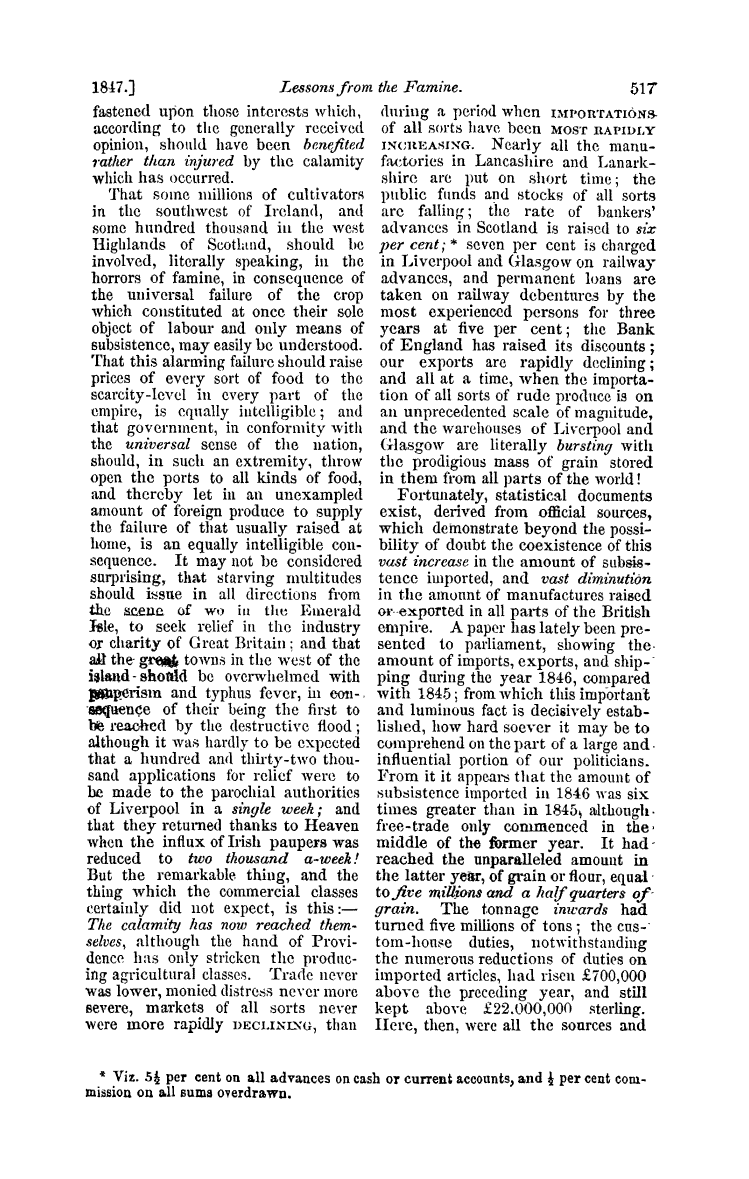 1847.] Lessons from the Famine. 517
fastened upon those interests which,
according to the generally received
opinion, should have been benefited
rather than injured by the calamity
which has occurred.
That some millions of cultivators
in the southwest of Ireland, and
some hundred thousand in the west
Highlands of Scotland, should be
involved, literally speaking, in the
horrors of famine, in consequence of
the universal failure of the crop
which constituted at once their sole
object of labour and only means of
subsistence, may easily be understood.
That this alarming failure should raise
prices of every sort of food to the
scarcity-level in every part of the
empire, is equally intelligible; and
that government, in conformity with
the universal sense of the nation,
should, in such an extremity, throw
open the ports to all kinds of food,
and thereby let in an unexampled
amount of foreign produce to supply
the failure of that usually raised at
home, is an equally intelligible con-
sequence. It may not be considered
surprising, that starving multitudes
should issue in all directions from
the scene of wo in the Emerald
Isle, to seek relief in the industry
or charity of Great Britain; and that
all the great towns in the west of the
island should be overwhelmed with
pauperism and typhus fever, in con-
sequence of their being the first to
be reached by the destructive flood;
although it was hardly to be expected
that a hundred and thirty-two thou-
sand applications for relief were to
be made to the parochial authorities
of Liverpool in a single week; and
that they returned thanks to Heaven
when the influx of Irish paupers was
reduced to two thousand a-week!
But the remarkable thing, and the
thing which the commercial classes
certainly did not expect, is this:—
The calamity has now reached them-
selves, although the hand of Provi-
dence has only stricken the produc-
ing agricultural classes. Trade never
was lower, monied distress never more
severe, markets of all sorts never
were more rapidly DECLINING, than
during a period when IMPORTATIONS
of all sorts have been MOST RAPIDLY
INCREASING. Nearly all the manu-
factories in Lancashire and Lanark-
shire are put on short time; the
public funds and stocks of all sorts
are falling; the rate of bankers'
advances in Scotland is raised to six
per cent;* seven per cent is charged
in Liverpool and Glasgow on railway
advances, and permanent loans are
taken on railway debentures by the
most experienced persons for three
years at five per cent; the Bank
of England has raised its discounts;
our exports are rapidly declining;
and all at a time, when the importa-
tion of all sorts of rude produce is on
an unprecedented scale of magnitude,
and the warehouses of Liverpool and
Glasgow are literally bursting with
the prodigious mass of grain stored
in them from all parts of the world!
Fortunately, statistical documents
exist, derived from official sources,
which demonstrate beyond the possi-
bility of doubt the coexistence of this
vast increase in the amount of subsis-
tence imported, and vast diminution
in the amount of manufactures raised
or exported in all parts of the British
empire. A paper has lately been pre-
sented to parliament, showing the
amount of imports, exports, and ship-
ping during the year 1846, compared
with 1845; from which this important
and luminous fact is decisively estab-
lished, how hard soever it may be to
comprehend on the part of a large and
influential portion of our politicians.
From it it appears that the amount of
subsistence imported in 1846 was six
times greater than in 1845, although
free-trade only commenced in the
middle of the former year. It had
reached the unparalleled amount in
the latter year, of grain or flour, equal
to five millions and a half quarters of
grain. The tonnage inwards had
turned five millions of tons; the cus-
tom-house duties, notwithstanding
the numerous reductions of duties on
imported articles, had risen £700,000
above the preceding year, and still
kept above £22.000,000 sterling.
Here, then, were all the sources and
* Viz. 5½ per cent on all advances on cash or current accounts, and ½ per cent com-
mission on all sums overdrawn.